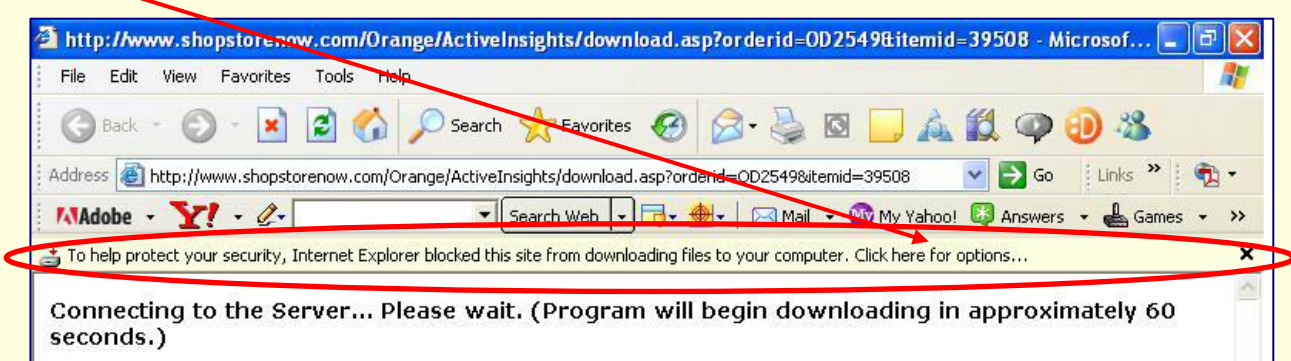 http://www.shopstorenow.com/Orange/ActiveInsights/download.asp?orderid=OD2549&itemid=39508 - Microsof...
File Edit View Favorites Tools Help
Back Search Favorites
Address http://www.shopstorenow.com/Orange/ActiveInsights/download.asp?orderid=OD2549&itemid=39508 Go Links »
Adobe Y! Search Web Mail My My Yahoo! Answers Games »
To help protect your security, Internet Explorer blocked this site from downloading files to your computer. Click here for options...
Connecting to the Server... Please wait. (Program will begin downloading in approximately 60
seconds.)